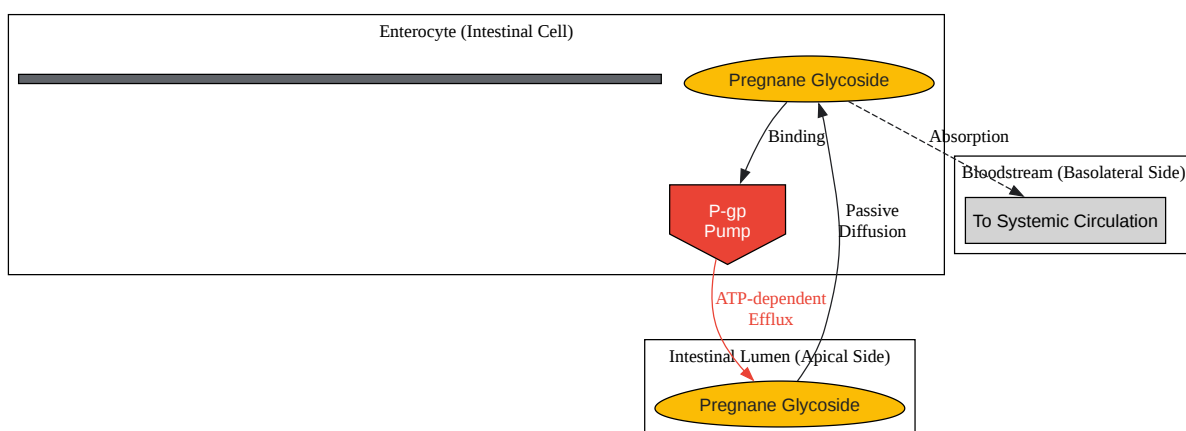 Enterocyte (Intestinal Cell)
Pregnane Glycoside
Binding
Absorption
Bloodstream (Basolateral Side)
P-gp
Pump
Passive
Diffusion
To Systemic Circulation
ATP-dependent
Efflux
Intestinal Lumen (Apical Side)
Pregnane Glycoside